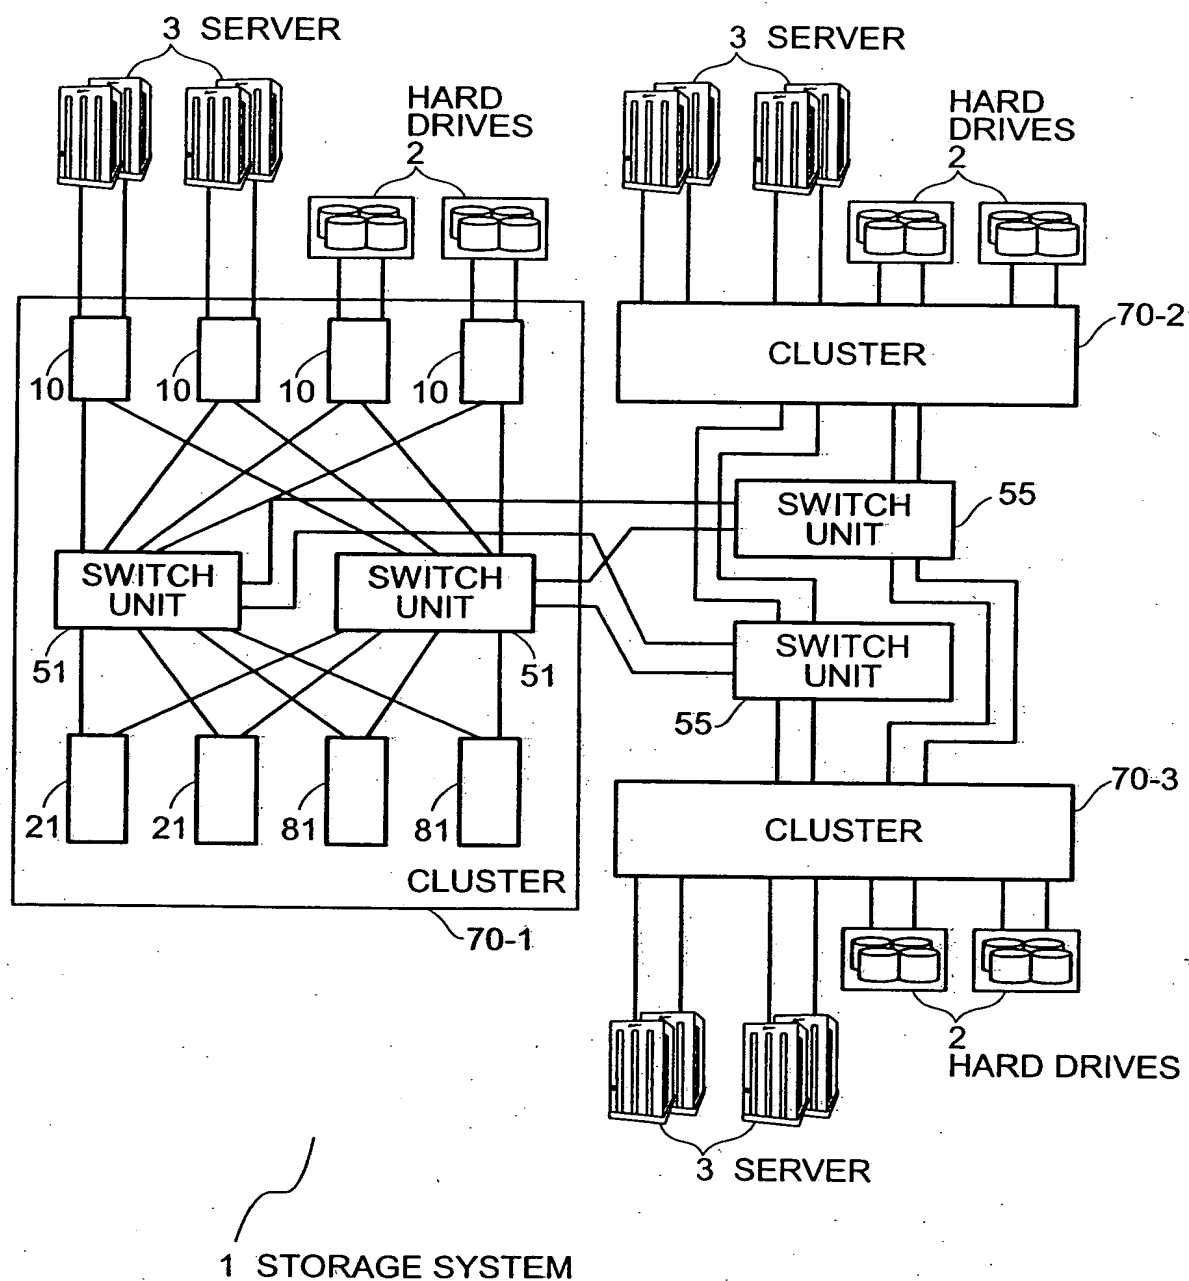 3 SERVER
3 SERVER
HARD
DRIVES
2
HARD
DRIVES
2
70-2
CLUSTER
10
10
10
10
SWITCH
UNIT
55
SWITCH
UNIT
SWITCH
UNIT
51
51
SWITCH
UNIT
55
70-3
21
21
81
81
CLUSTER
CLUSTER
70-1
2
HARD DRIVES
3 SERVER
1 STORAGE SYSTEM